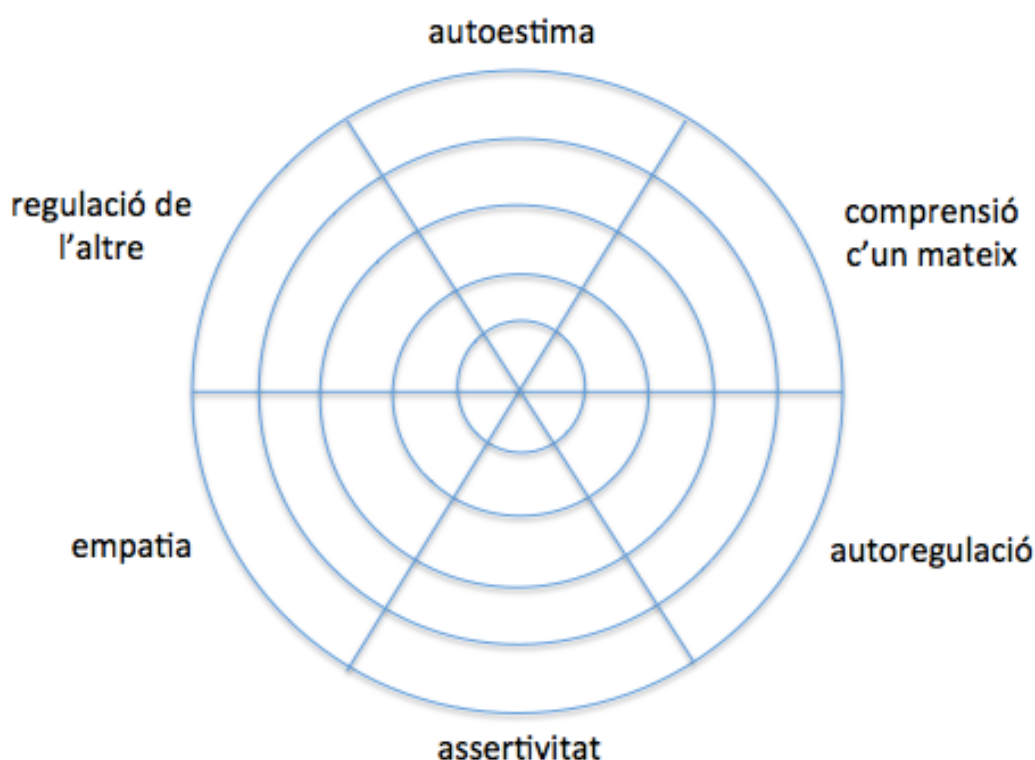 autoestima
regulació de
l'altre
comprensió
c'un mateix
empatia
autoregulació
assertivitat